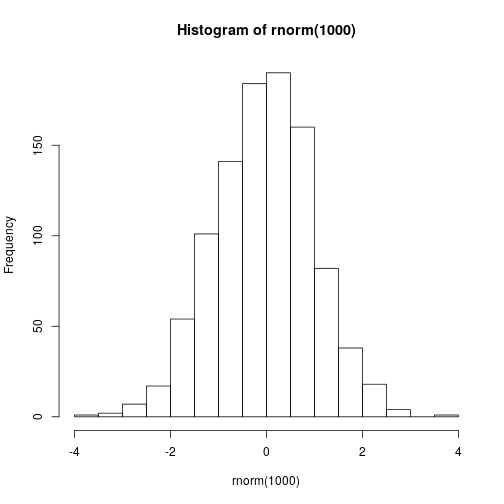 Histogram of rnorm(1000)
Frequency
150
100
50
0
-4 -2 0 2 4
rnorm(1000)